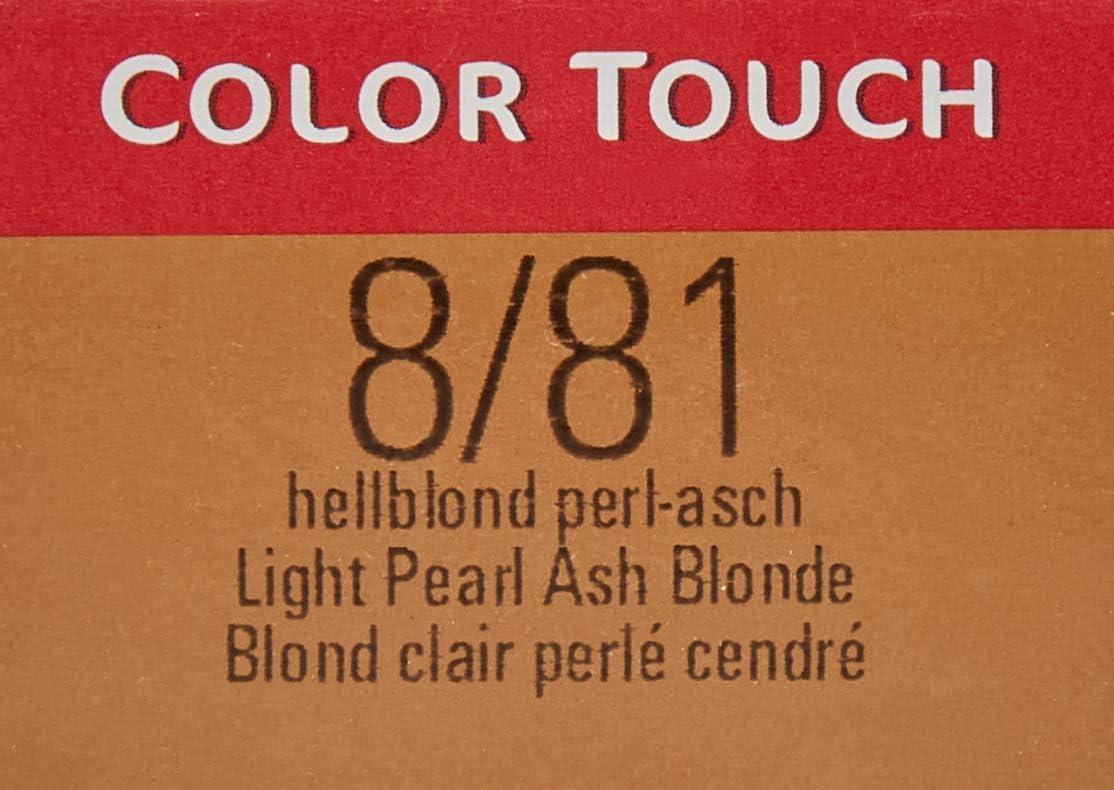 COLOR TOUCH
8/81
hellblond perl-asch
Light Pearl Ash Blonde
Blond clair perlé cendré